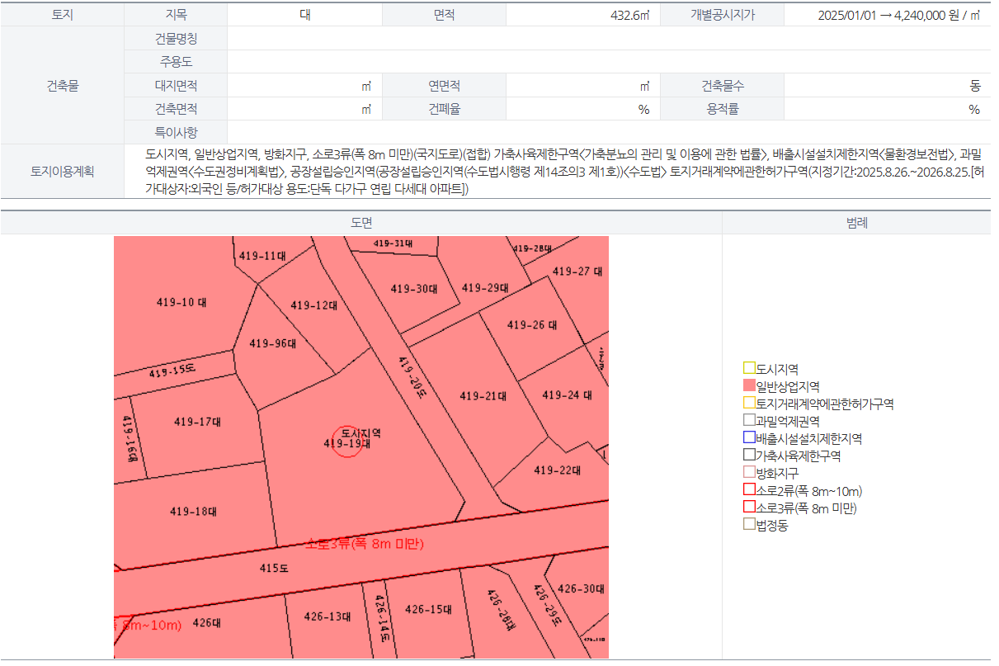 토지 지목 대 면적 432.6㎡ 개별공시지가 2025/01/01 → 4,240,000 원 / ㎡
건축물
건물명칭
주용도
대지면적 ㎡ 연면적 ㎡ 건축물수 동
건축면적 ㎡ 건폐율 % 용적률 %
특이사항
토지이용계획
도시지역, 일반상업지역, 방화지구, 소로3류(폭 8m 미만)(국지도로)(접합) 가축사육제한구역<가축분뇨의 관리 및 이용에 관한 법률>, 배출시설설치제한지역<물환경보전법>, 과밀
억제권역<수도권정비계획법>, 공장설립승인지역(공장설립승인지역(수도법시행령 제14조의3 제1호))<수도법> 토지거래계약에관한허가구역(지정기간:2025.8.26.~2026.8.25.[허
가대상자:외국인 등/허가대상 용도:단독 다가구 연립 다세대 아파트])
도면 범례
419-31대
419-28대
419-11대
419-27 대
419-30대
419-29대
419-10 대
419-12대
419-26 대
419-96대
419-15도
419-20도
419-21대
419-24 대
419-17대
419-16대
도시지역
419-19대
419-22대
419-18대
소로3류(폭 8m 미만)
415도
426-30대
426-28대
426-29도
426-15대
426-14도
426-13대
426대
8m~10m)
도시지역
일반상업지역
토지거래계약에관한허가구역
과밀억제권역
배출시설설치제한지역
가축사육제한구역
방화지구
소로2류(폭 8m~10m)
소로3류(폭 8m 미만)
법정동